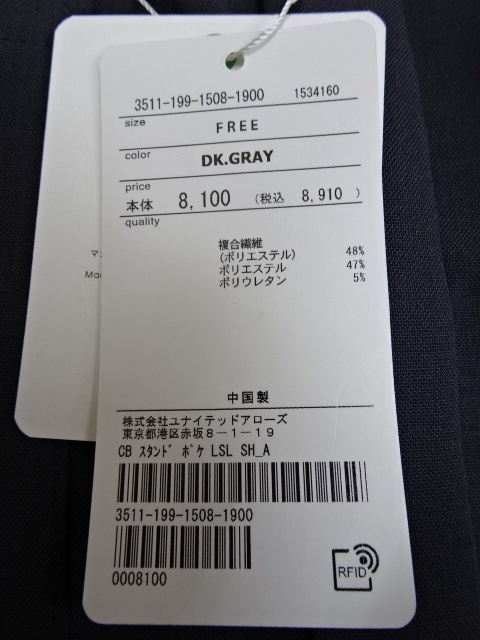 3511-199-1508-1900 1534160
size
FREE
color
DK.GRAY
price
本体 8,100 (税込 8,910 )
quality
複合繊維
(ポリエステル) 48%
ポリエステル 47%
ポリウレタン 5%
中国製
株式会社ユナイテッドアローズ
東京都港区赤坂8-1-19
CB スタンド ポケ LSL SH_A
3511-199-1508-1900
0008100
RFID